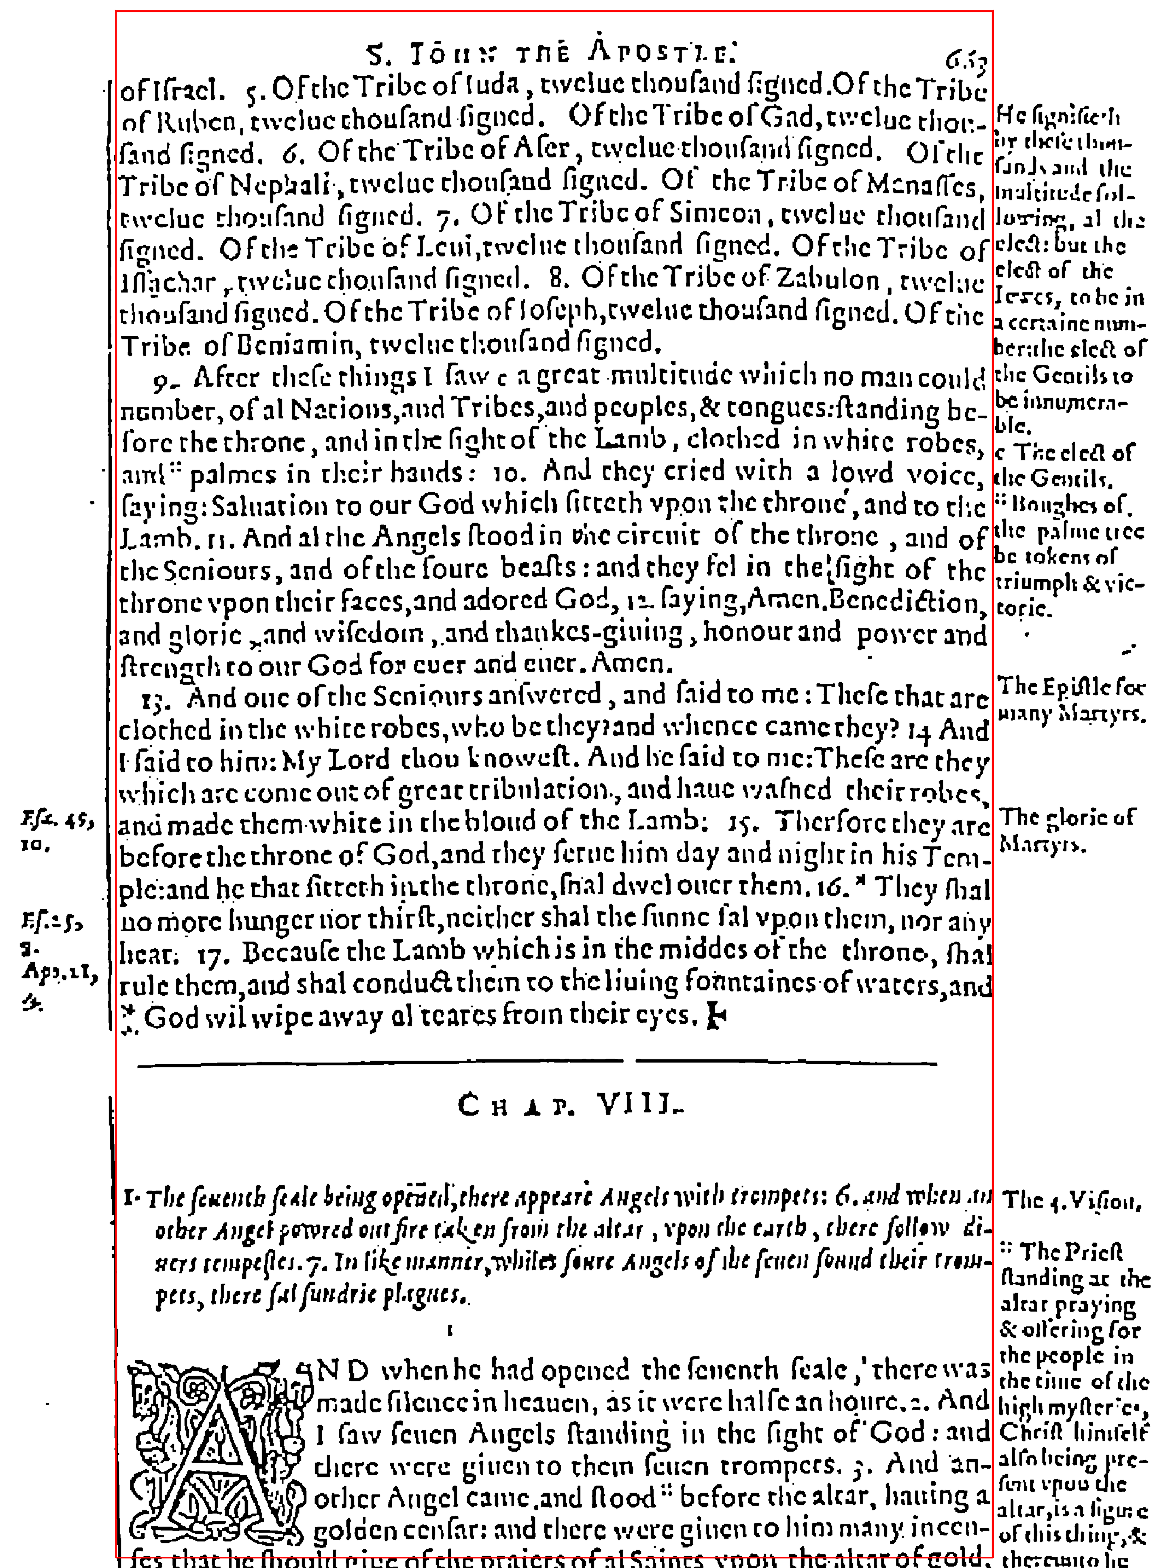 S. IOHN THE APOSTLE. 653
of Iſrael. 5. Of the Tribe of Iuda, twelue thouſand ſigned. Of the Tribe
of Ruben, twelue thouſand ſigned. Of the Tribe of Gad, twelue thou-
ſand ſigned. 6. Of the Tribe of Aſer, twelue thouſand ſigned. Of the
Tribe of Nephali, twelue thouſand ſigned. Of the Tribe of Menaſſes,
twelue thouſand ſigned. 7. Of the Tribe of Simeon, twelue thouſand
ſigned. Of the Tribe of Leui, twelue thouſand ſigned. Of the Tribe of
Iſſachar, twelue thouſand ſigned. 8. Of the Tribe of Zabulon, twelue
thouſand ſigned. Of the Tribe of Ioſeph, twelue thouſand ſigned. Of the
Tribe of Beniamin, twelue thouſand ſigned.
9. After theſe things I ſaw c a great multitude which no man could
number, of al Nations, and Tribes, and peoples, & tongues: ſtanding be-
fore the throne, and in the ſight of the Lamb, clothed in white robes,
and :: palmes in their hands: 10. And they cried with a lowd voice,
ſaying: Saluation to our God which ſitteth vpon the throne, and to the
Lamb. 11. And al the Angels ſtood in the circuit of the throne, and of
the Seniours, and of the foure beaſts: and they fel in the ſight of the
throne vpon their faces, and adored God, 12. ſaying, Amen. Benediction,
and glorie, and wiſedom, and thankes-giuing, honour and power and
ſtrength to our God for euer and euer. Amen.
13. And one of the Seniours anſwered, and ſaid to me: Theſe that are
clothed in the white robes, who be they? and whence came they? 14 And
I ſaid to him: My Lord thou knoweſt. And he ſaid to me: Theſe are they
which are come out of great tribulation, and haue waſhed their robes,
and made them white in the bloud of the Lamb: 15. Therfore they are
before the throne of God, and they ſerue him day and night in his Tem-
ple: and he that ſitteth in the throne, ſhal dwel ouer them. 16. * They ſhal
no more hunger nor thirſt, neither shal the ſunne fal vpon them, nor any
heat. 17. Becauſe the Lamb which is in the middes of the throne, ſhal
rule them, and shal conduct them to the liuing fountaines of waters, and
* God wil wipe away al teares from their eyes.
He ſignifieth
by theſe thou-
ſands and the
multitude fol-
lowing, al the
elect: but the
elect of the
Iewes, to be in
a certaine num-
ber: the elect of
the Gentils to
be innumera-
ble.
c The elect of
the Gentils.
:: Boughes of
the palme tree
be tokens of
triumph & vic-
torie.
The Epiſtle for
many Martyrs.
The glorie of
Martyrs.
Eſa. 49,
10.
Eſ. 25,
8.
Apo. 21,
4.
CHAP. VIII.
1. The ſeuenth ſeale being opened, there appeare Angels with trompets: 6. and when an
other Angel powred out fire taken from the altar, vpon the earth, there follow di-
uers tempeſtes. 7. In like manner, whiles foure Angels of the ſeuen ſound their trom-
pets, there fal ſundrie plagues.
AND when he had opened the ſeuenth ſeale, there was
made ſilence in heauen, as it were halfe an houre. 2. And
I ſaw ſeuen Angels ſtanding in the ſight of God: and
there were giuen to them ſeuen trompets. 3. And an-
other Angel came, and ſtood :: before the altar, hauing a
golden cenſar: and there were giuen to him many incen-
ſes that he ſhould giue of the praiers of al Saints vpon the altar of gold,
The 4. Viſion.
:: The Prieſt
ſtanding at the
altar praying
& offering for
the people in
the time of the
high myſteries,
Chriſt himſelf
alſo being pre-
ſent vpon the
altar, is a figure
of this thing, &
therunto he